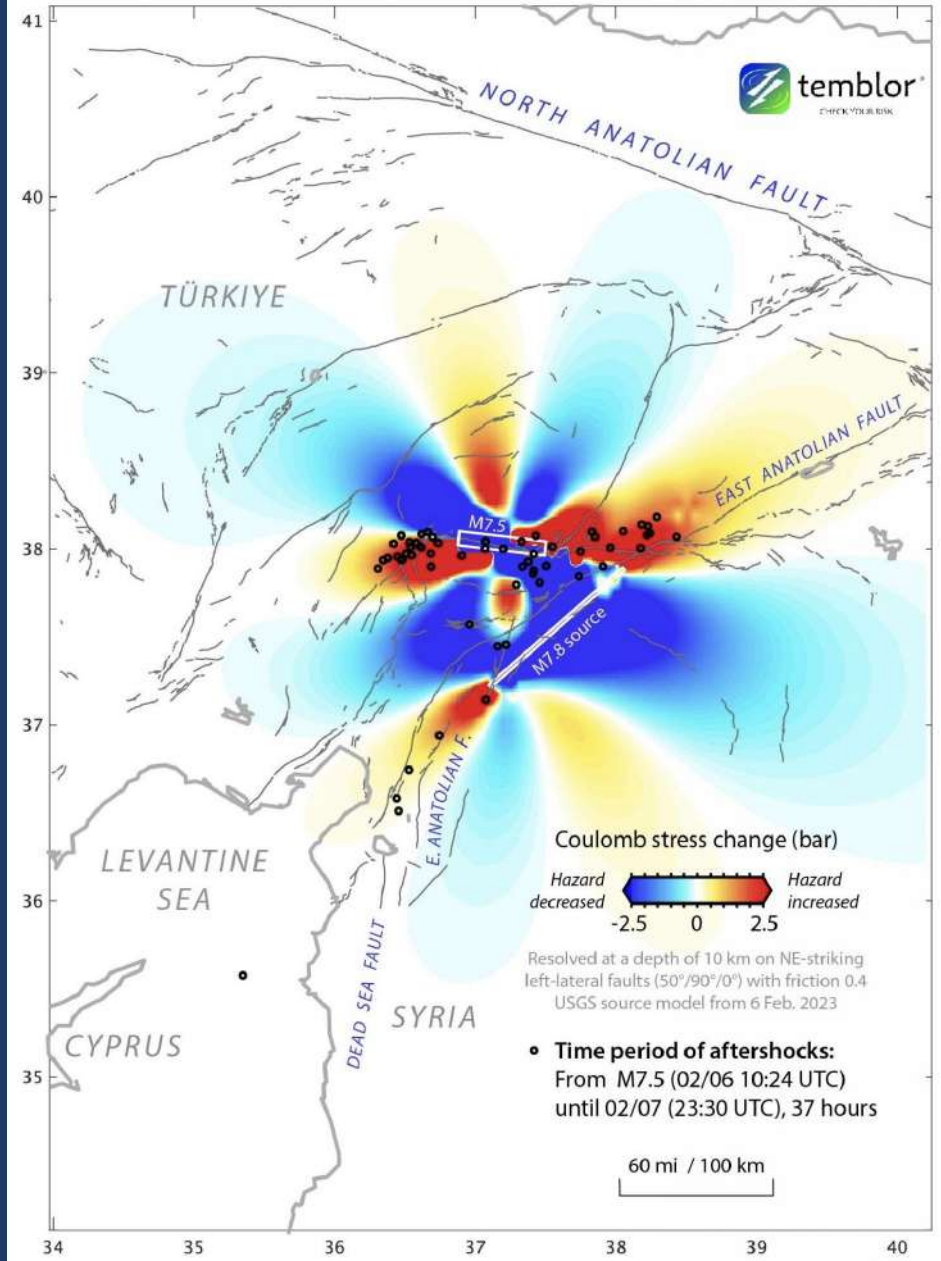 41
temblor
CHECK YOUR RISK
NORTH ANATOLIAN FAULT
40
TÜRKIYE
39
EAST ANATOLIAN FAULT
M7.5
38
M7.8 source
37
E. ANATOLIAN F.
Coulomb stress change (bar)
LEVANTINE
SEA
Hazard
decreased
Hazard
increased
36
-2.5 0 2.5
DEAD SEA FAULT
Resolved at a depth of 10 km on NE-striking
left-lateral faults (50°/90°/0°) with friction 0.4
USGS source model from 6 Feb. 2023
SYRIA
CYPRUS
Time period of aftershocks:
From M7.5 (02/06 10:24 UTC)
until 02/07 (23:30 UTC), 37 hours
35
60 mi / 100 km
34 35 36 37 38 39 40